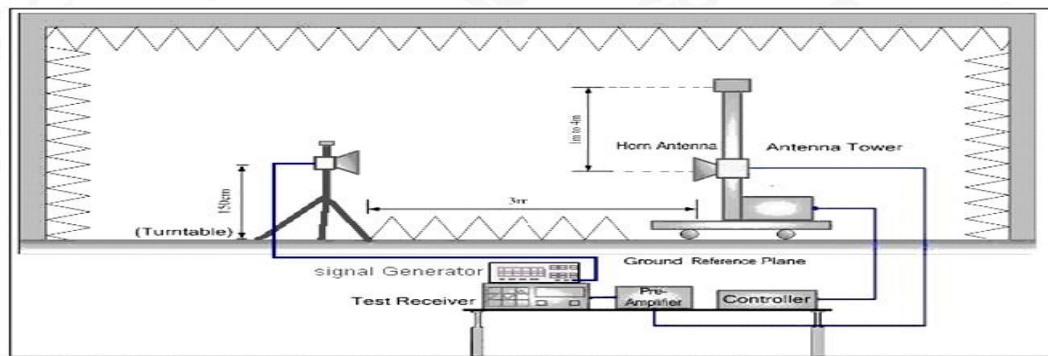 1m to 4m
Horn Antenna
Antenna Tower
150cm
3m
(Turntable)
Ground Reference Plane
signal Generator
Test Receiver
Pre-
Amplifier
Controller